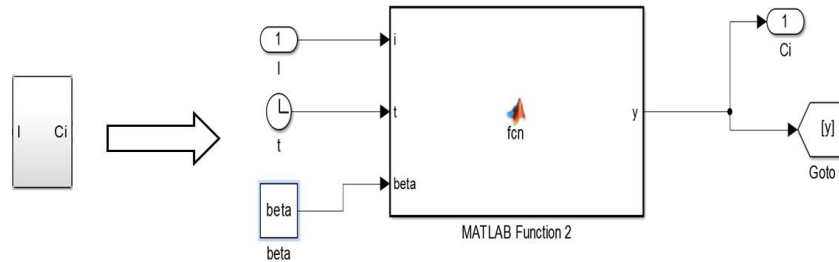 I Ci
1
I
t
beta
beta
i
t
beta
fcn
y
MATLAB Function 2
1
Ci
[y]
Goto